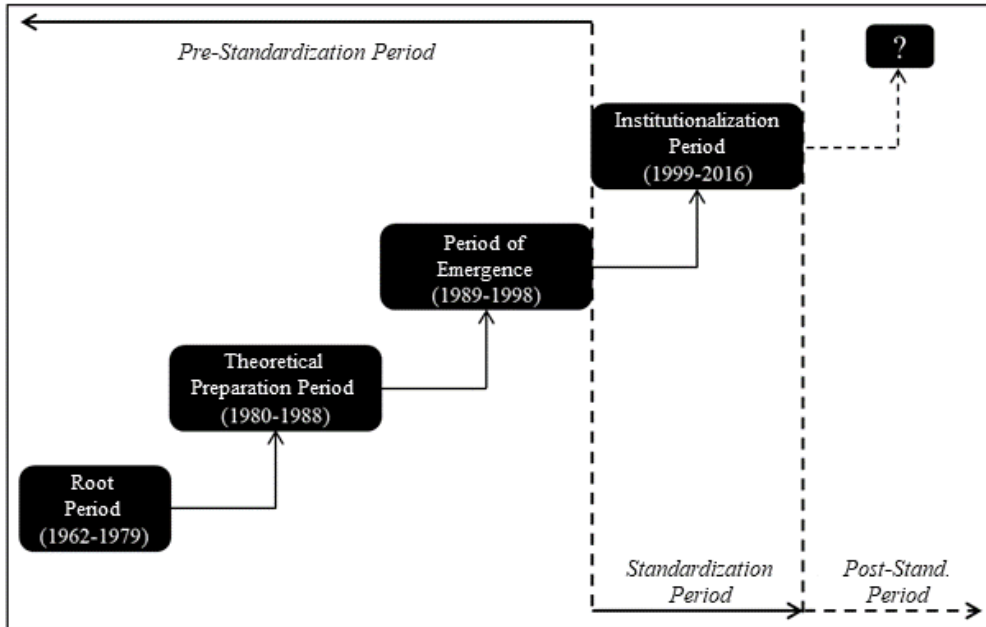 Pre-Standardization Period
?
Institutionalization
Period
(1999-2016)
Period of
Emergence
(1989-1998)
Theoretical
Preparation Period
(1980-1988)
Root
Period
(1962-1979)
Standardization
Period
Post-Stand.
Period